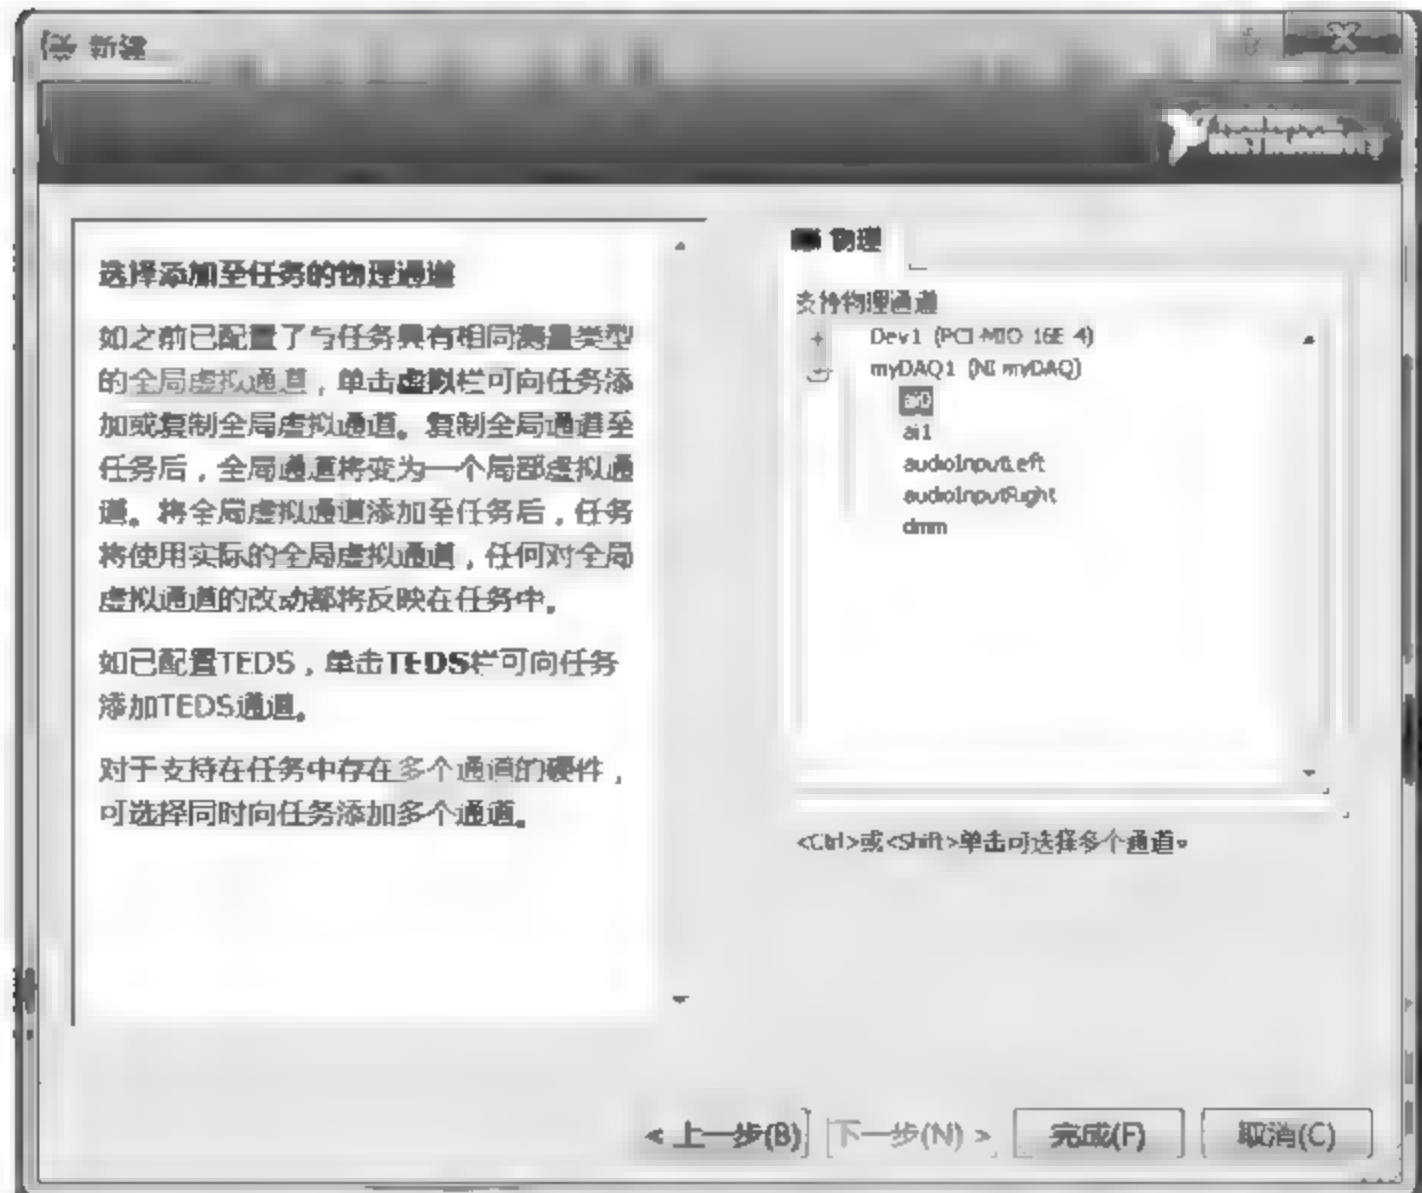 新建
INSTRUMENTS
选择添加至任务的物理通道
如之前已配置了与任务具有相同测量类型
的全局虚拟通道，单击虚拟栏可向任务添
加或复制全局虚拟通道。复制全局通道至
任务后，全局通道将变为一个局部虚拟通
道。将全局虚拟通道添加至任务后，任务
将使用实际的全局虚拟通道，任何对全局
虚拟通道的改动都将反映在任务中。
如已配置TEDS，单击TEDS栏可向任务
添加TEDS通道。
对于支持在任务中存在多个通道的硬件，
可选择同时向任务添加多个通道。
物理
支持物理通道
Dev1 (PCI-MIO-16E-4)
myDAQ1 (NI myDAQ)
ai0
ai1
audioInputLeft
audioInputRight
dmm
<Ctrl>或<Shift>单击可选择多个通道。
< 上一步(B)
下一步(N) >
完成(F)
取消(C)